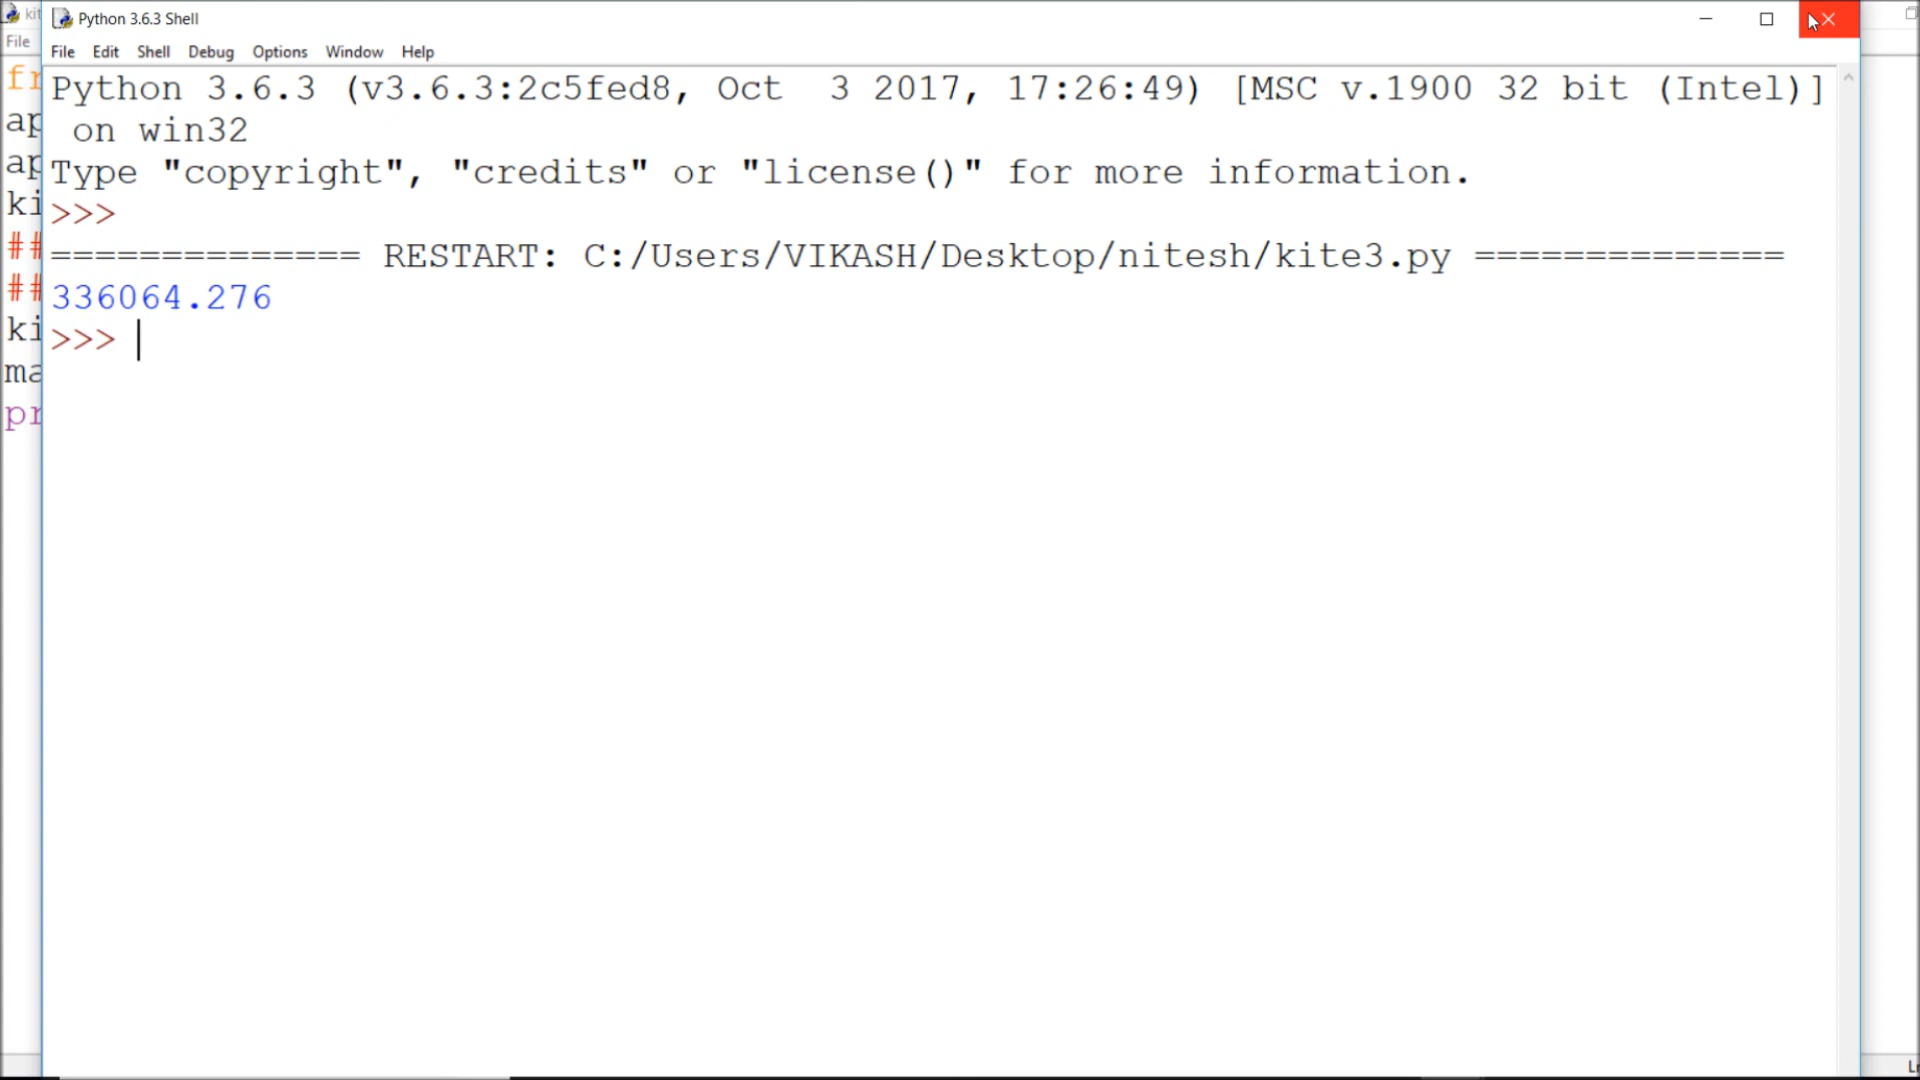 Python 3.6.3 Shell
File Edit Shell Debug Options Window Help
Python 3.6.3 (v3.6.3:2c5fed8, Oct  3 2017, 17:26:49) [MSC v.1900 32 bit (Intel)]
on win32
Type "copyright", "credits" or "license()" for more information.
>>>
============== RESTART: C:/Users/VIKASH/Desktop/nitesh/kite3.py ==============
336064.276
>>>
File
##
##